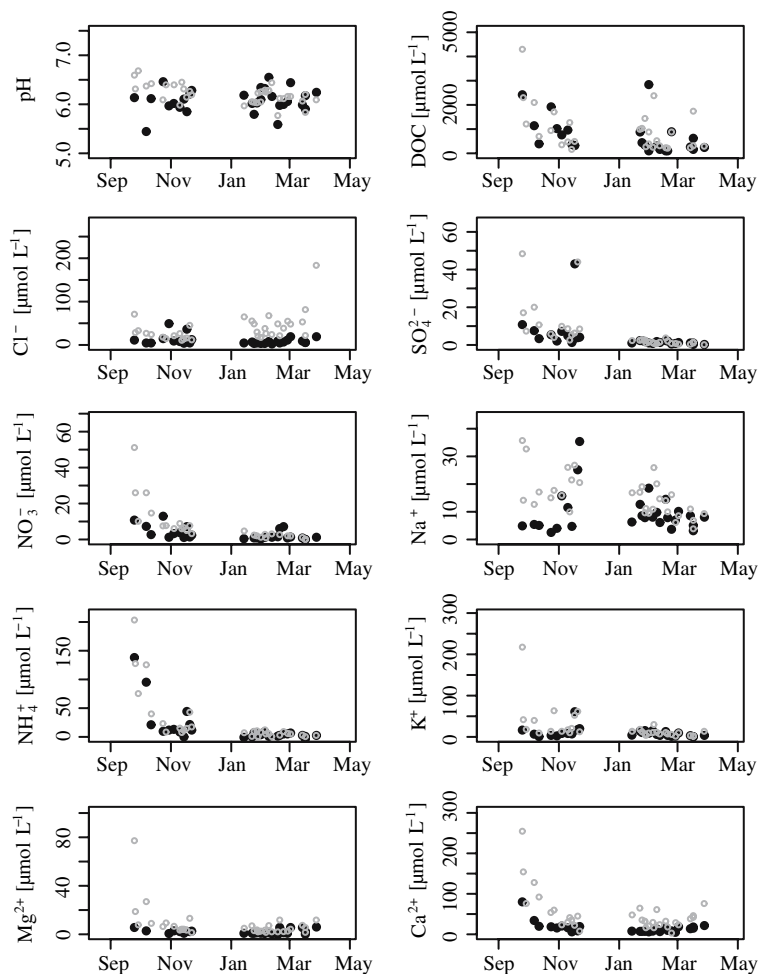 pH
5.0 6.0 7.0
Sep Nov Jan Mar May
DOC [µmol L⁻¹]
0 2000 5000
Sep Nov Jan Mar May
Cl⁻ [µmol L⁻¹]
0 100 200
Sep Nov Jan Mar May
SO₄²⁻ [µmol L⁻¹]
0 20 40 60
Sep Nov Jan Mar May
NO₃⁻ [µmol L⁻¹]
0 20 40 60
Sep Nov Jan Mar May
Na⁺ [µmol L⁻¹]
0 10 20 30
Sep Nov Jan Mar May
NH₄⁺ [µmol L⁻¹]
0 50 150
Sep Nov Jan Mar May
K⁺ [µmol L⁻¹]
0 100 200 300
Sep Nov Jan Mar May
Mg²⁺ [µmol L⁻¹]
0 40 80
Sep Nov Jan Mar May
Ca²⁺ [µmol L⁻¹]
0 100 200 300
Sep Nov Jan Mar May